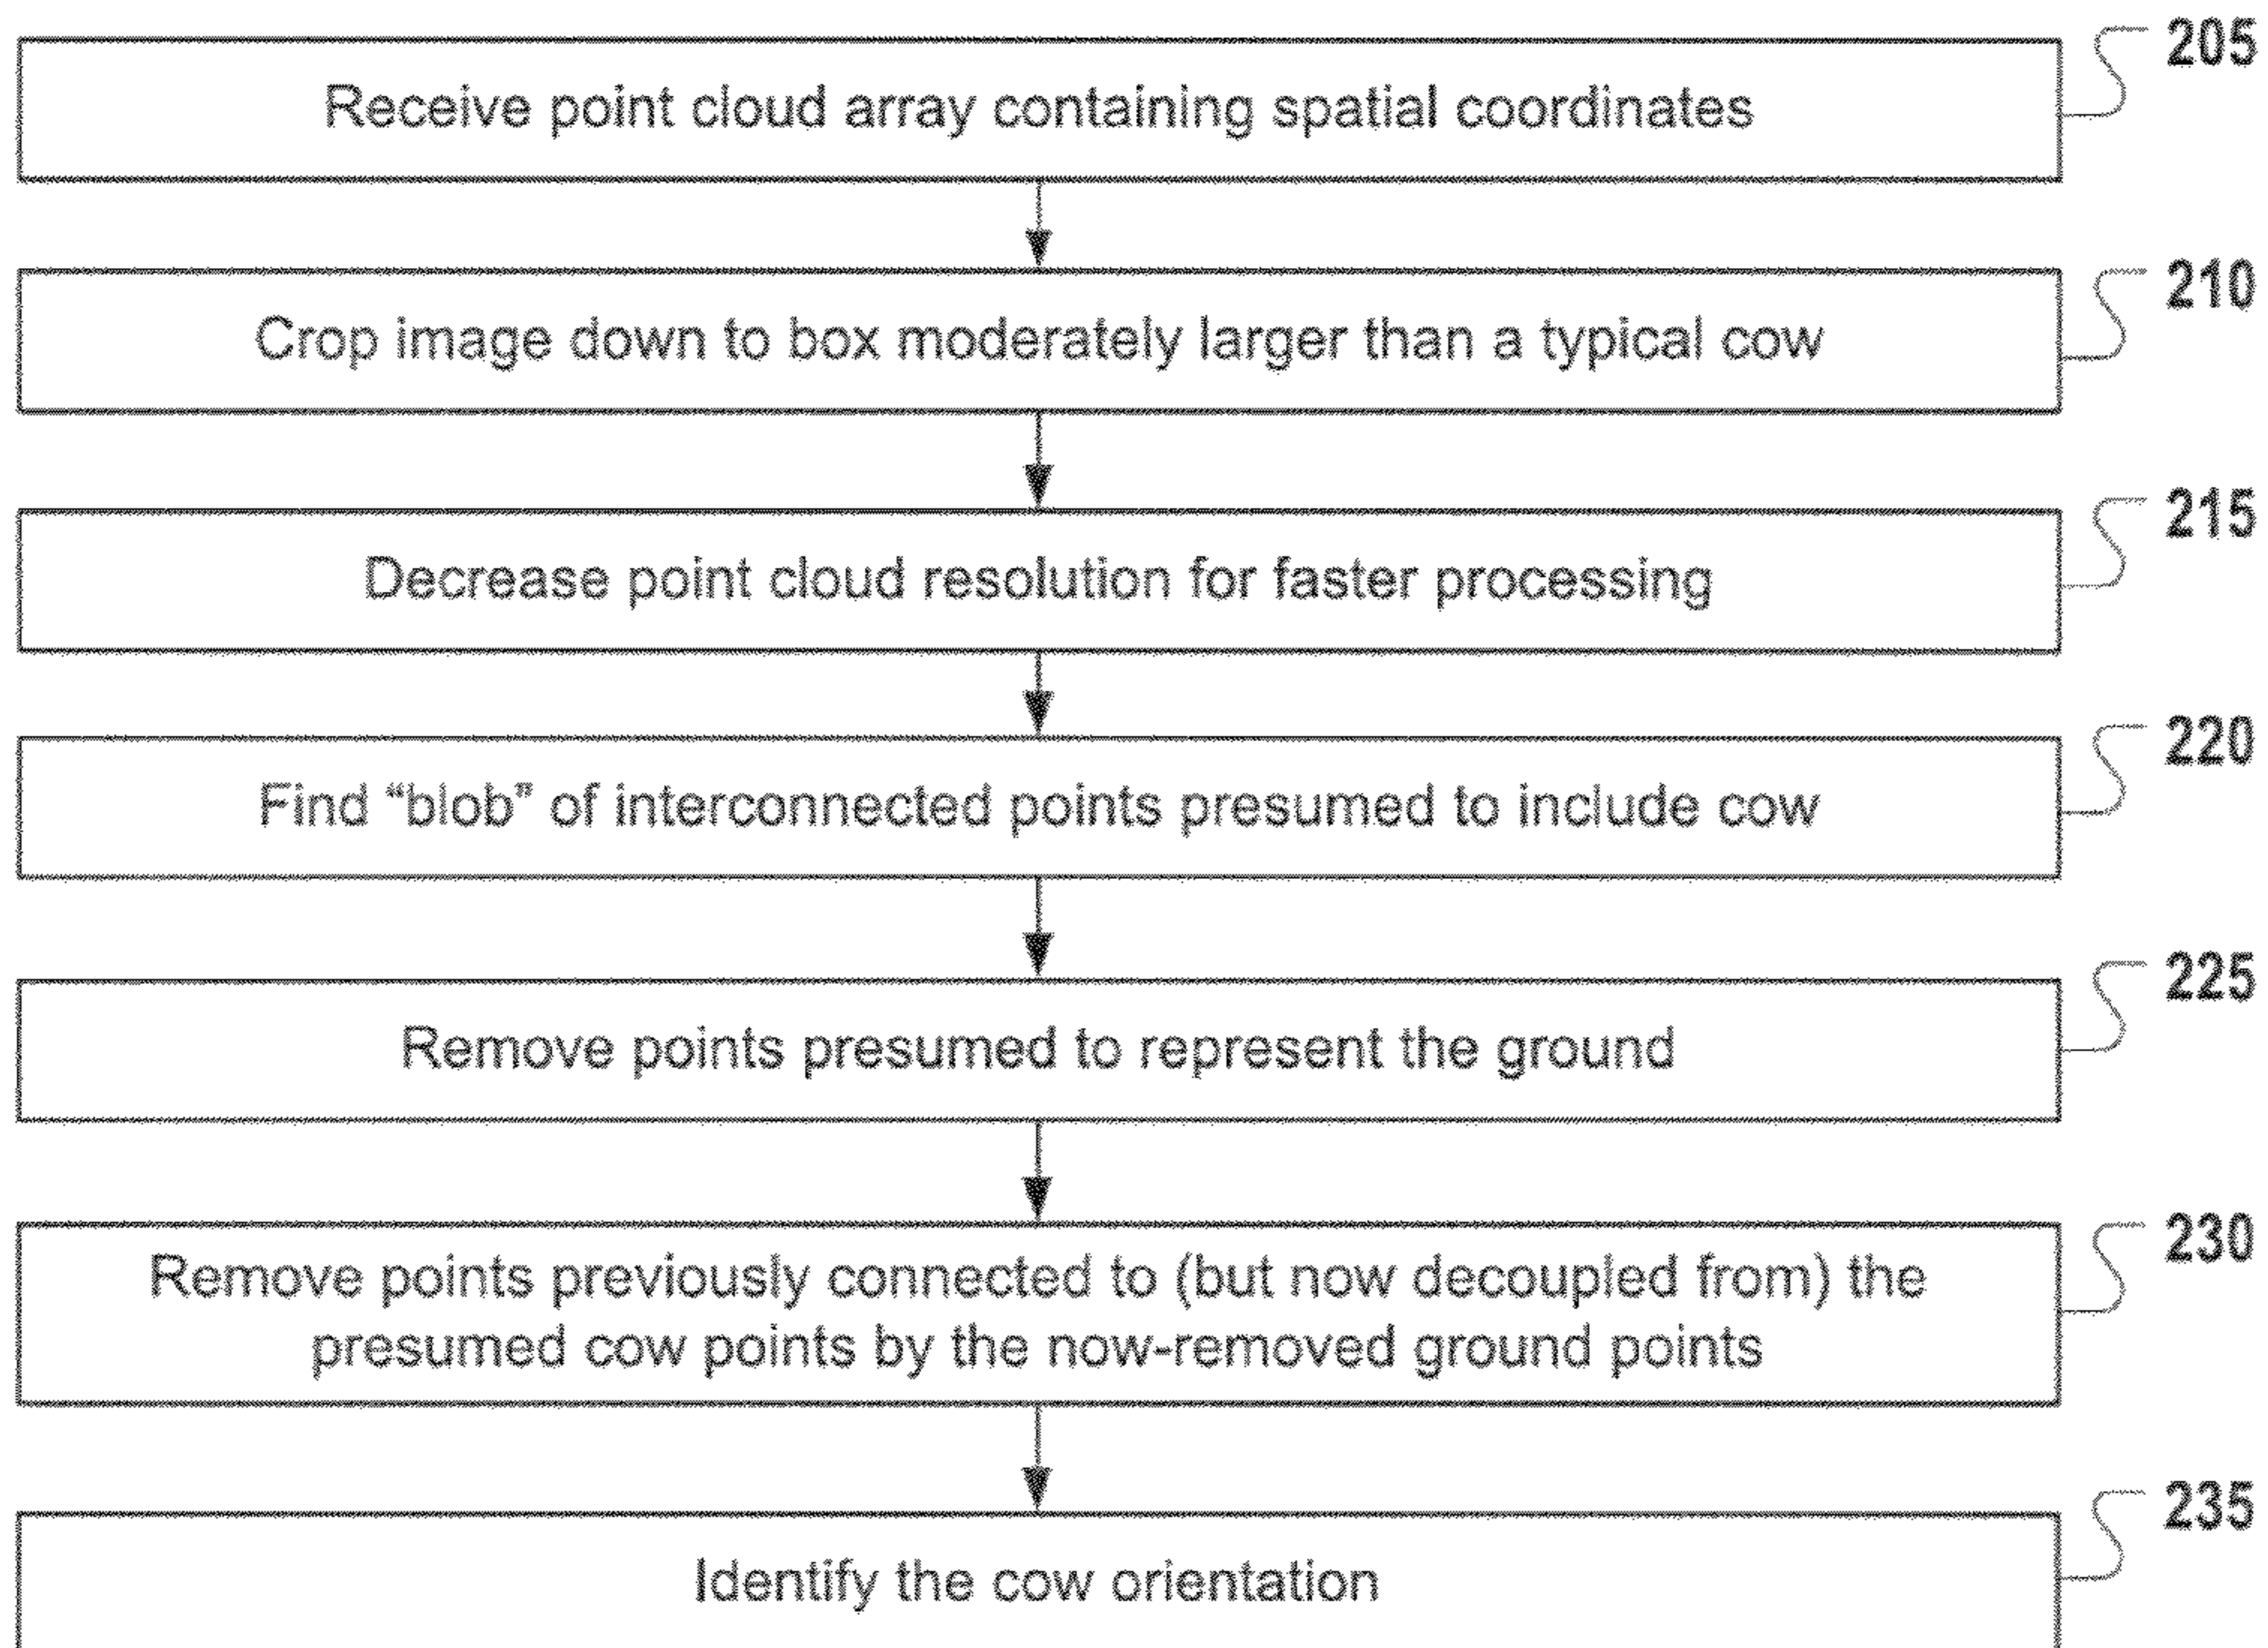 205
Receive point cloud array containing spatial coordinates
210
Crop image down to box moderately larger than a typical cow
215
Decrease point cloud resolution for faster processing
220
Find “blob” of interconnected points presumed to include cow
225
Remove points presumed to represent the ground
230
Remove points previously connected to (but now decoupled from) the
presumed cow points by the now-removed ground points
235
Identify the cow orientation